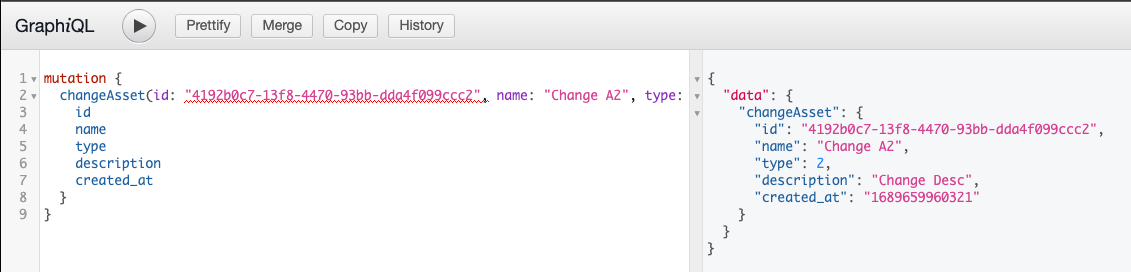 GraphiQL Prettify Merge Copy History
1 mutation {
2 changeAsset(id: "4192b0c7-13f8-4470-93bb-dda4f099ccc2", name: "Change A2", type:
3 id
4 name
5 type
6 description
7 created_at
8 }
9 }
{
"data": {
"changeAsset": {
"id": "4192b0c7-13f8-4470-93bb-dda4f099ccc2",
"name": "Change A2",
"type": 2,
"description": "Change Desc",
"created_at": "1689659960321"
}
}
}